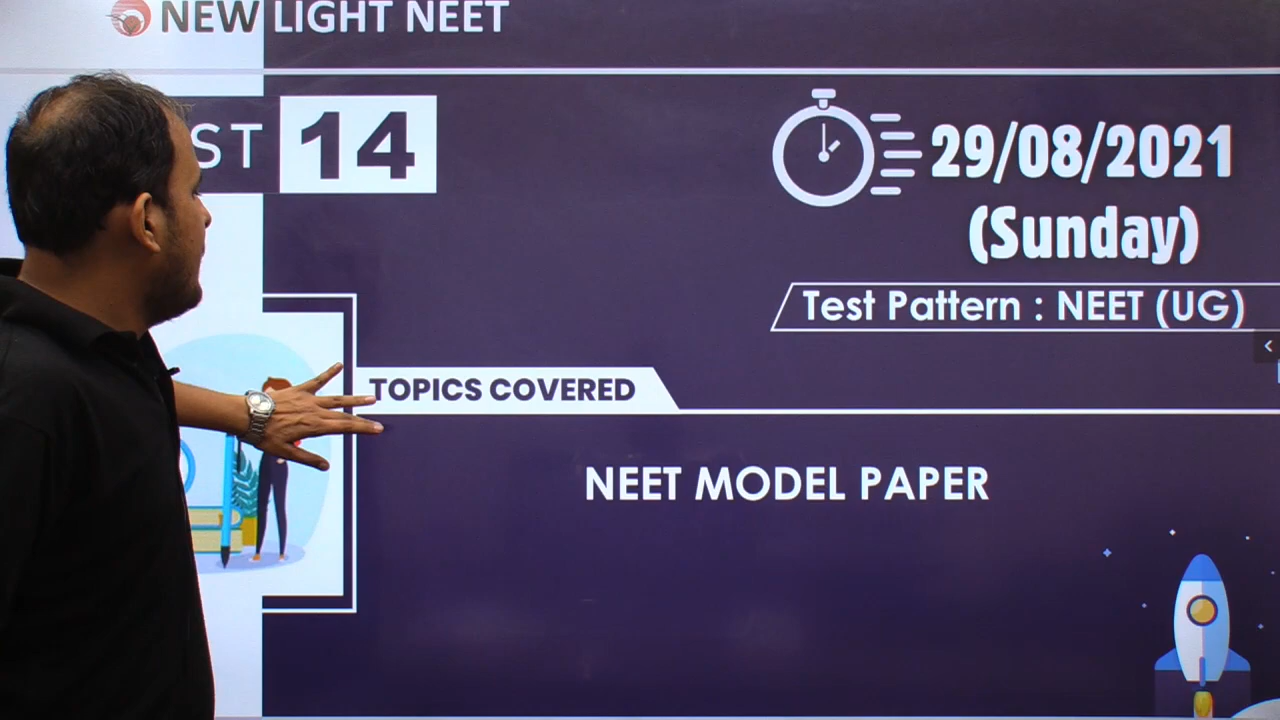 NEW LIGHT NEET
ST 14
29/08/2021
(Sunday)
Test Pattern : NEET (UG)
TOPICS COVERED
NEET MODEL PAPER